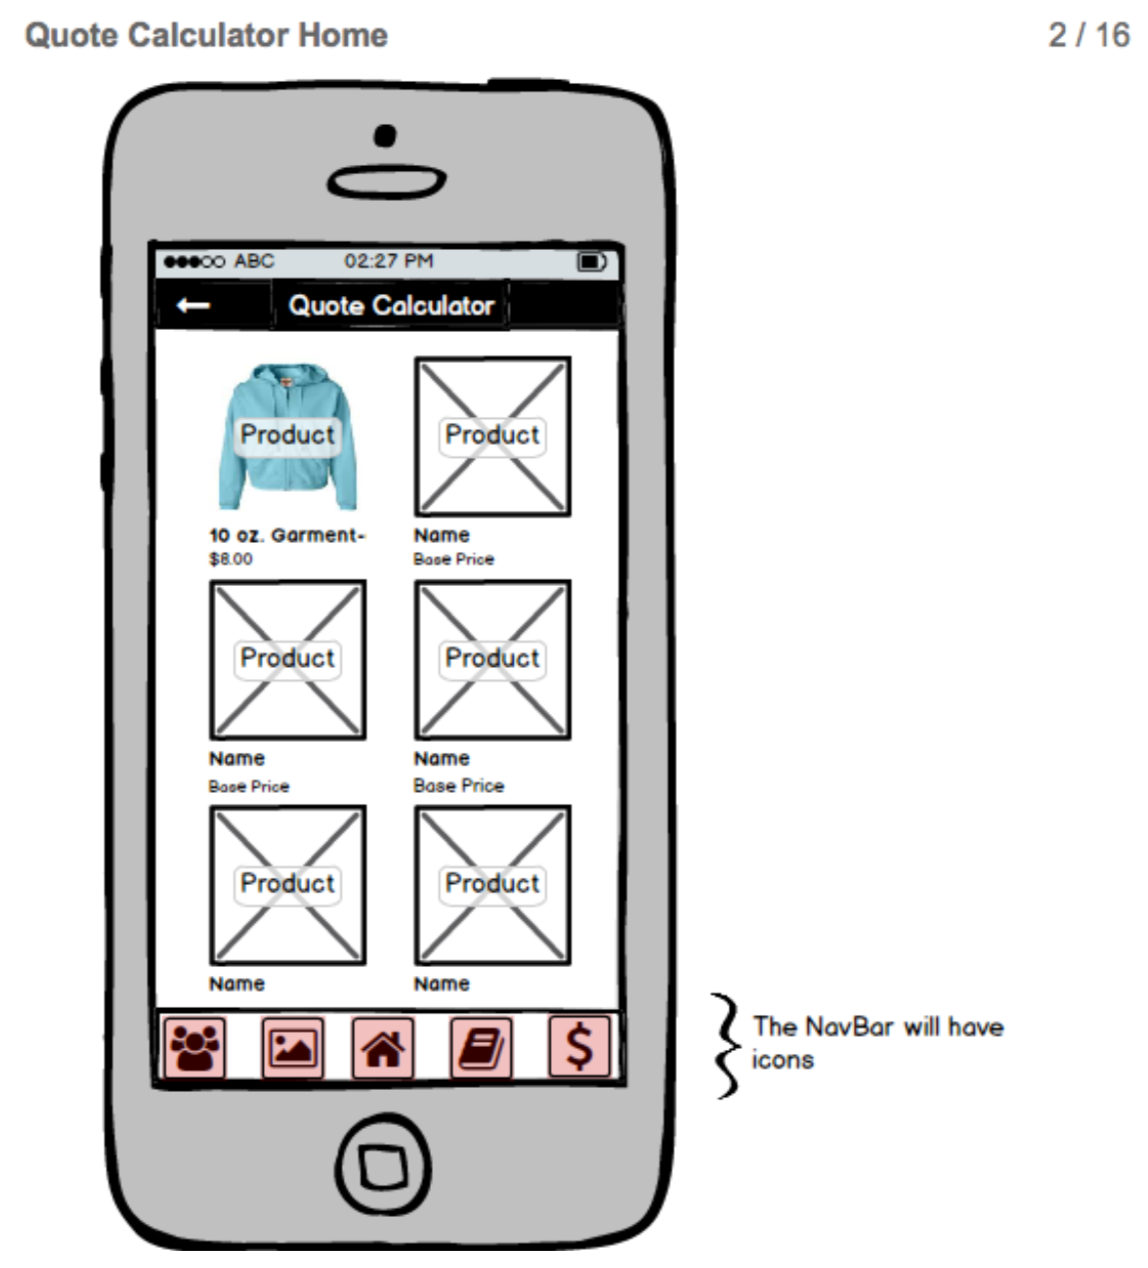 Quote Calculator Home
2 / 16
ABC 02:27 PM
Quote Calculator
Product Product
10 oz. Garment- Name
$8.00 Base Price
Product Product
Name Name
Base Price Base Price
Product Product
Name Name
$
The NavBar will have
icons